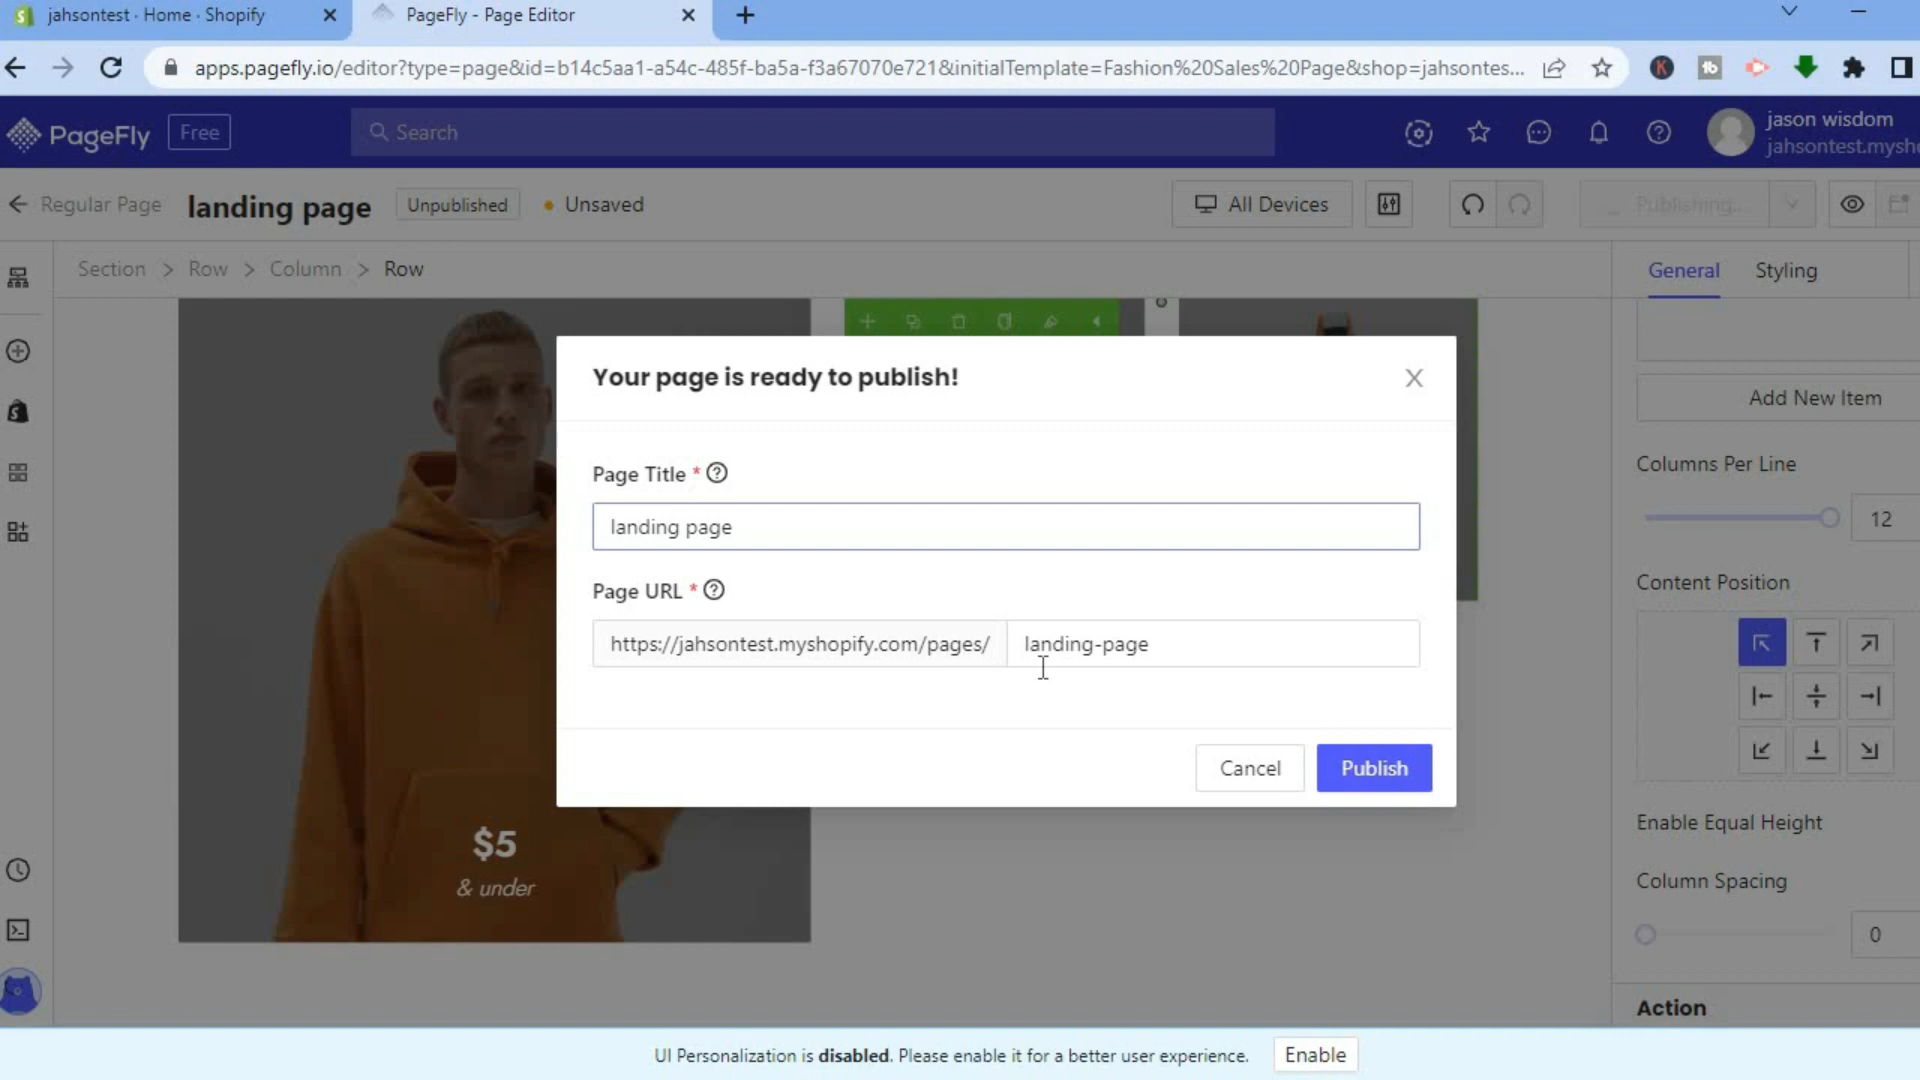 jahsontest · Home · Shopify
PageFly - Page Editor
apps.pagefly.io/editor?type=page&id=b14c5aa1-a54c-485f-ba5a-f3a67070e721&initialTemplate=Fashion%20Sales%20Page&shop=jahsontes...
PageFly
Free
Search
jason wisdom
jahsontest.mysh
Regular Page
landing page
Unpublished
Unsaved
All Devices
Publishing...
Section > Row > Column > Row
General
Styling
Your page is ready to publish!
Page Title *
landing page
Page URL *
https://jahsontest.myshopify.com/pages/
landing-page
Cancel
Publish
Add New Item
Columns Per Line
12
Content Position
Enable Equal Height
Column Spacing
0
Action
$5
& under
UI Personalization is disabled. Please enable it for a better user experience.
Enable